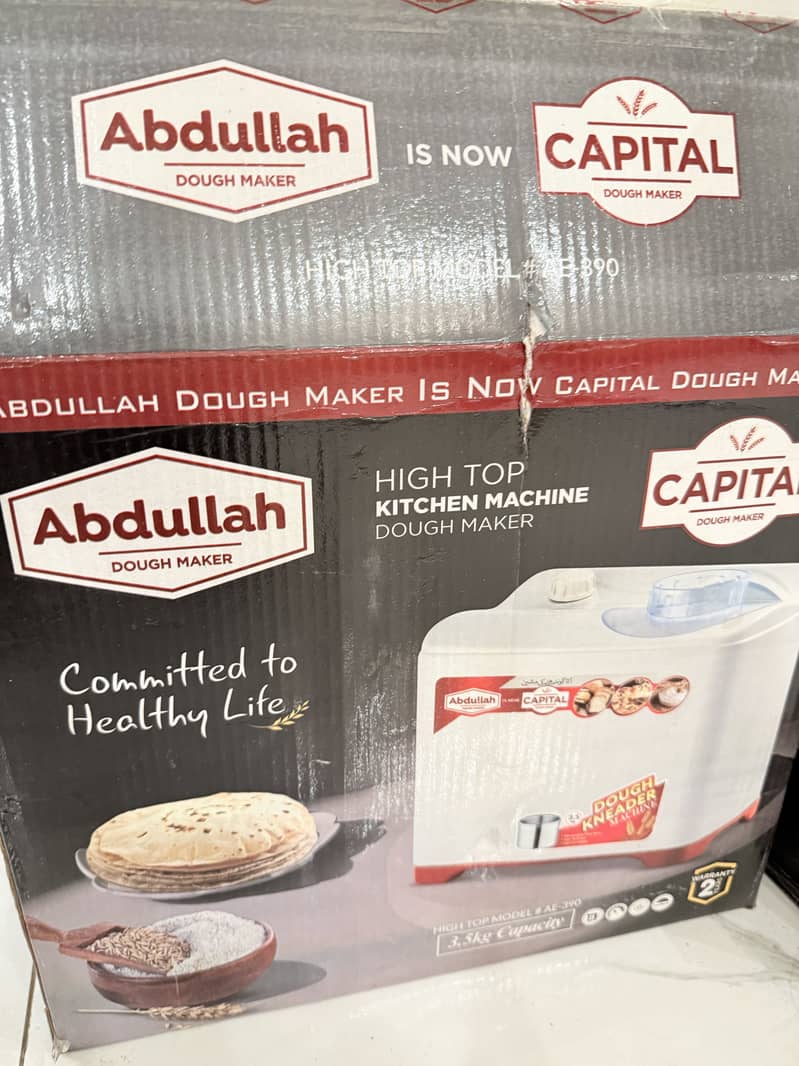 Abdullah
DOUGH MAKER
IS NOW
CAPITAL
DOUGH MAKER
HIGH TOP MODEL # AE-390
ABDULLAH DOUGH MAKER IS NOW CAPITAL DOUGH MA
Abdullah
DOUGH MAKER
HIGH TOP
KITCHEN MACHINE
DOUGH MAKER
CAPITA
DOUGH MAKER
Committed to
Healthy Life
Abdullah
CAPITAL
DOUGH
KNEADER
MACHINE
WARRANTY
2
HIGH TOP MODEL # AE-390
3.5kg Capacity